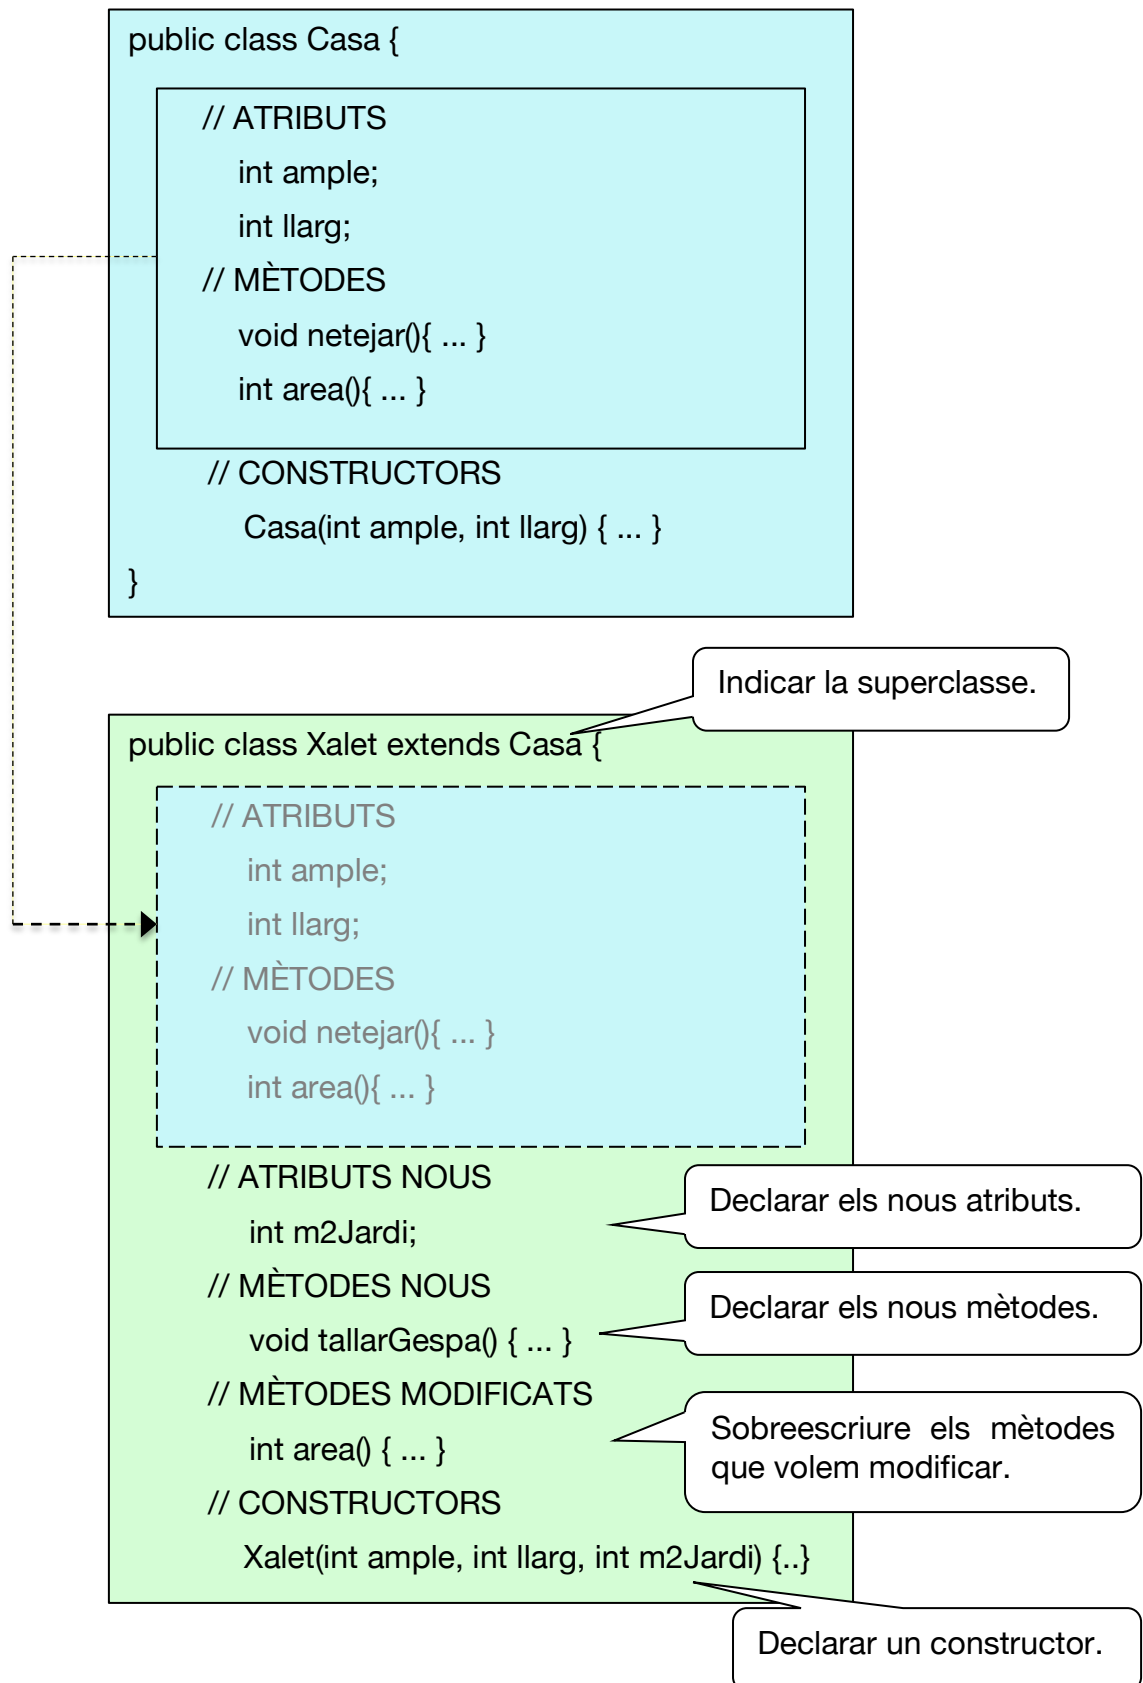 public class Casa {
// ATRIBUTS
int ample;
int llarg;
// MÈTODES
void netejar(){ ... }
int area(){ ... }
// CONSTRUCTORS
Casa(int ample, int llarg) { ... }
}
Indicar la superclasse.
public class Xalet extends Casa {
// ATRIBUTS
int ample;
int llarg;
// MÈTODES
void netejar(){ ... }
int area(){ ... }
// ATRIBUTS NOUS
Declarar els nous atributs.
int m2Jardi;
// MÈTODES NOUS
Declarar els nous mètodes.
void tallarGespa() { ... }
// MÈTODES MODIFICATS
Sobreescriure els mètodes
que volem modificar.
int area() { ... }
// CONSTRUCTORS
Xalet(int ample, int llarg, int m2Jardi) {..}
Declarar un constructor.